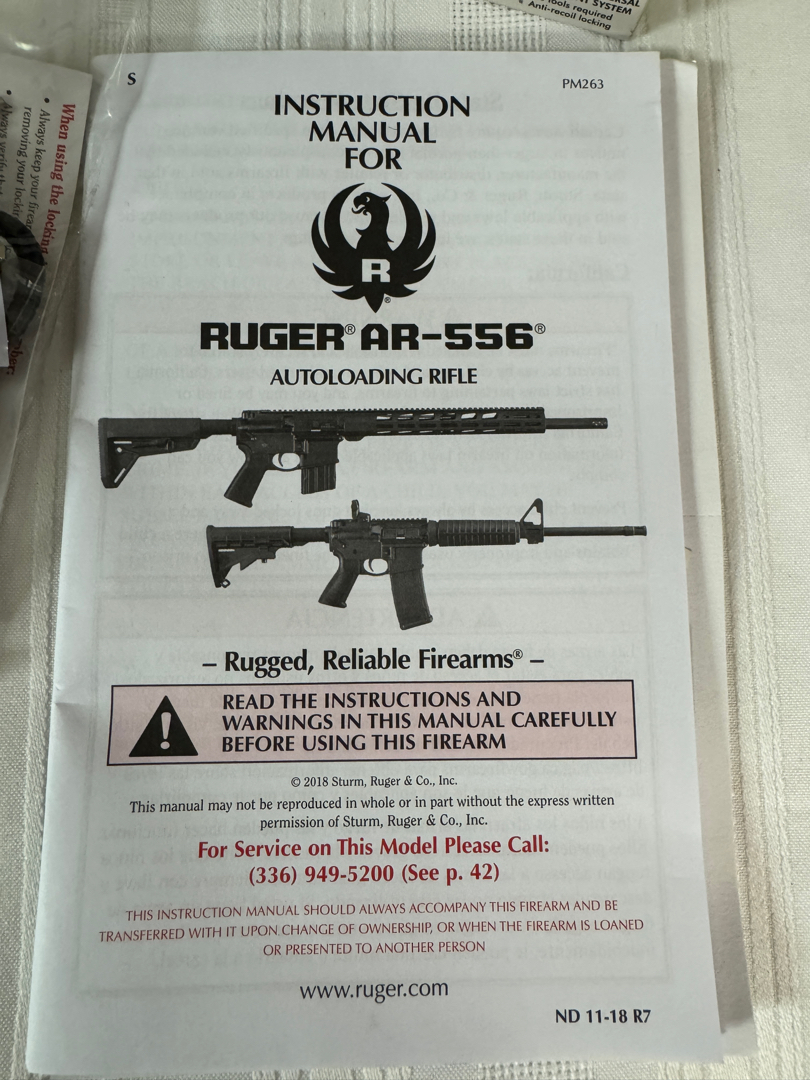 SYSTEM
tools required
• Anti-recoil locking
When using the locking
• Always keep your
removing your
S
PM263
INSTRUCTION
MANUAL
FOR
R
RUGER® AR-556®
AUTOLOADING RIFLE
– Rugged, Reliable Firearms® –
READ THE INSTRUCTIONS AND
WARNINGS IN THIS MANUAL CAREFULLY
BEFORE USING THIS FIREARM
© 2018 Sturm, Ruger & Co., Inc.
This manual may not be reproduced in whole or in part without the express written
permission of Sturm, Ruger & Co., Inc.
For Service on This Model Please Call:
(336) 949-5200 (See p. 42)
THIS INSTRUCTION MANUAL SHOULD ALWAYS ACCOMPANY THIS FIREARM AND BE
TRANSFERRED WITH IT UPON CHANGE OF OWNERSHIP, OR WHEN THE FIREARM IS LOANED
OR PRESENTED TO ANOTHER PERSON
www.ruger.com
ND 11-18 R7